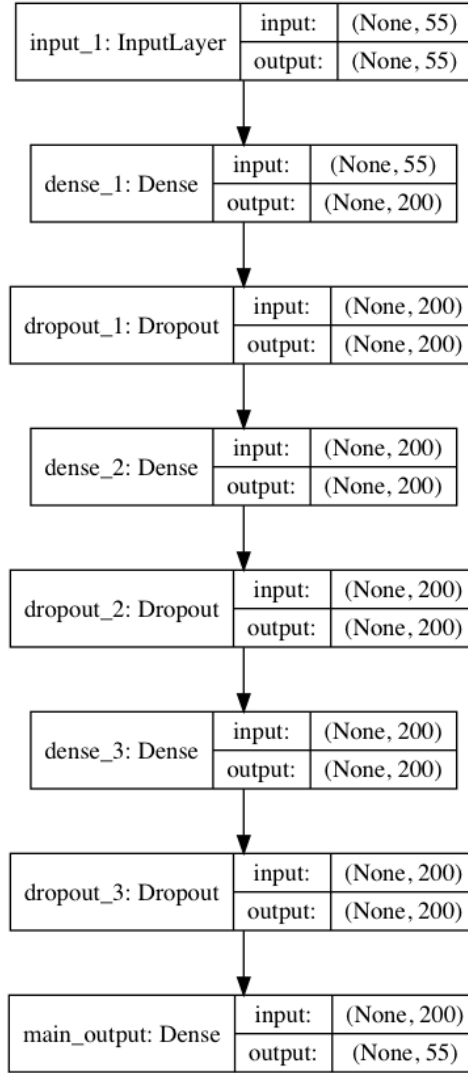 input_1: InputLayer input: (None, 55)
output: (None, 55)
dense_1: Dense input: (None, 55)
output: (None, 200)
dropout_1: Dropout input: (None, 200)
output: (None, 200)
dense_2: Dense input: (None, 200)
output: (None, 200)
dropout_2: Dropout input: (None, 200)
output: (None, 200)
dense_3: Dense input: (None, 200)
output: (None, 200)
dropout_3: Dropout input: (None, 200)
output: (None, 200)
main_output: Dense input: (None, 200)
output: (None, 55)